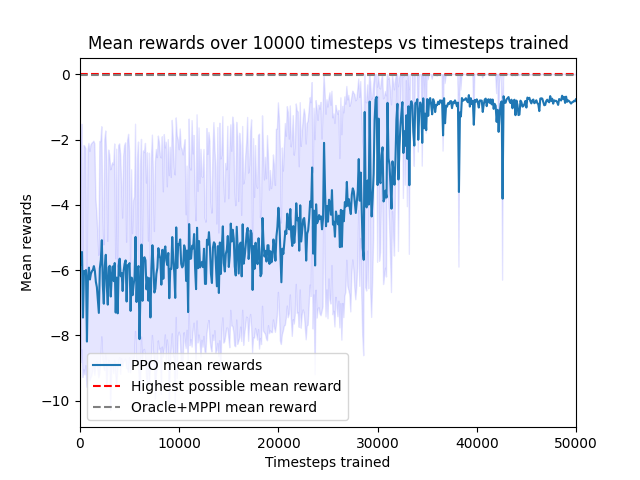 Mean rewards over 10000 timesteps vs timesteps trained
Mean rewards
0
−2
−4
−6
−8
−10
PPO mean rewards
Highest possible mean reward
Oracle+MPPI mean reward
0 10000 20000 30000 40000 50000
Timesteps trained